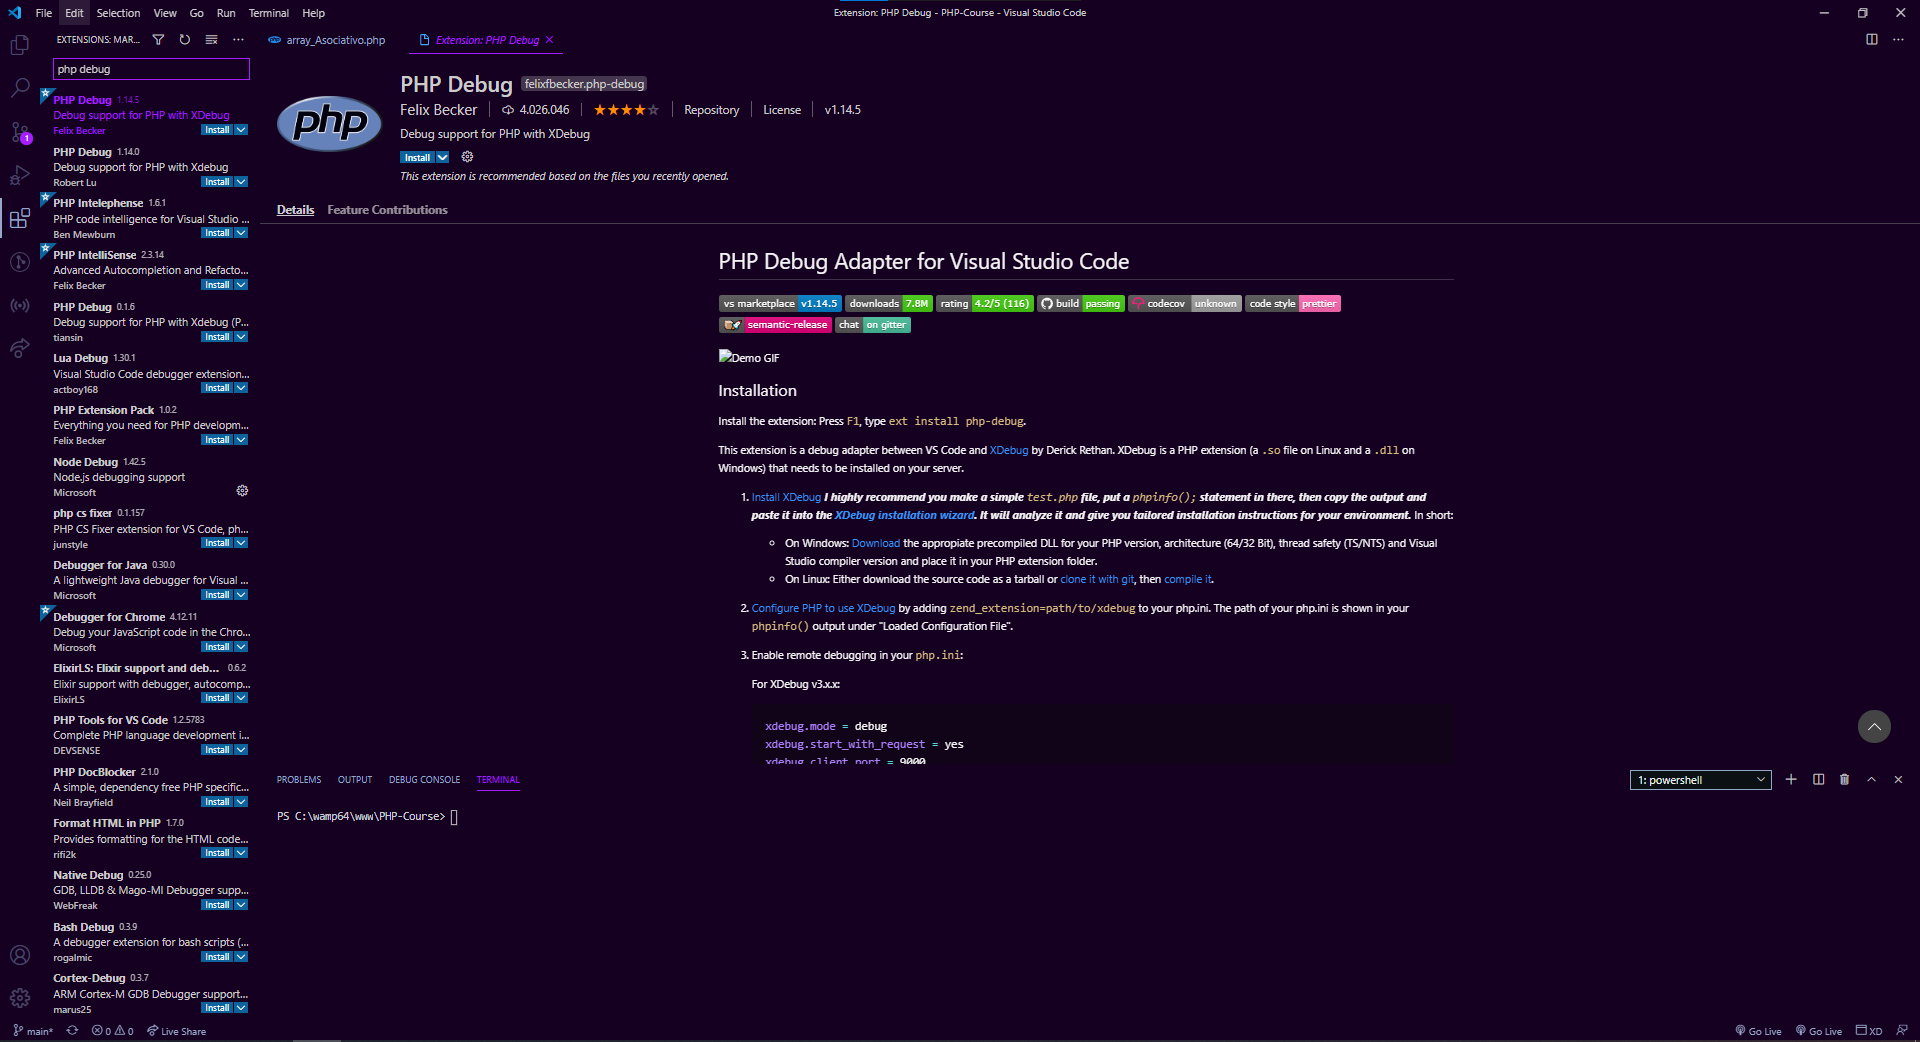 File Edit Selection View Go Run Terminal Help
Extension: PHP Debug - PHP-Course - Visual Studio Code
EXTENSIONS: MAR...
array_Asociativo.php
Extension: PHP Debug
php debug
PHP Debug 1.14.5
Debug support for PHP with XDebug
Felix Becker Install
PHP Debug 1.14.0
Debug support for PHP with Xdebug
Robert Lu Install
PHP Intelephense 1.6.1
PHP code intelligence for Visual Studio ...
Ben Mewburn Install
PHP IntelliSense 2.3.14
Advanced Autocompletion and Refacto...
Felix Becker Install
PHP Debug 0.1.6
Debug support for PHP with Xdebug (P...
tiansin Install
Lua Debug 1.30.1
Visual Studio Code debugger extension...
actboy168 Install
PHP Extension Pack 1.0.2
Everything you need for PHP developm...
Felix Becker Install
Node Debug 1.42.5
Node.js debugging support
Microsoft
php cs fixer 0.1.157
PHP CS Fixer extension for VS Code, ph...
junstyle Install
Debugger for Java 0.30.0
A lightweight Java debugger for Visual ...
Microsoft Install
Debugger for Chrome 4.12.11
Debug your JavaScript code in the Chro...
Microsoft Install
ElixirLS: Elixir support and deb... 0.6.2
Elixir support with debugger, autocomp...
ElixirLS Install
PHP Tools for VS Code 1.2.5783
Complete PHP language development i...
DEVSENSE Install
PHP DocBlocker 2.1.0
A simple, dependency free PHP specific...
Neil Brayfield Install
Format HTML in PHP 1.7.0
Provides formatting for the HTML code...
rifi2k Install
Native Debug 0.25.0
GDB, LLDB & Mago-MI Debugger supp...
WebFreak Install
Bash Debug 0.3.9
A debugger extension for bash scripts (...
rogalmic Install
Cortex-Debug 0.3.7
ARM Cortex-M GDB Debugger support...
marus25 Install
php
PHP Debug felixfbecker.php-debug
Felix Becker 4.026.046 Repository License v1.14.5
Debug support for PHP with XDebug
Install
This extension is recommended based on the files you recently opened.
Details Feature Contributions
PHP Debug Adapter for Visual Studio Code
vs marketplace v1.14.5 downloads 7.8M rating 4.2/5 (116) build passing codecov unknown code style prettier
semantic-release chat on gitter
Demo GIF
Installation
Install the extension: Press F1, type ext install php-debug.
This extension is a debug adapter between VS Code and XDebug by Derick Rethan. XDebug is a PHP extension (a .so file on Linux and a .dll on
Windows) that needs to be installed on your server.
1. Install XDebug I highly recommend you make a simple test.php file, put a phpinfo(); statement in there, then copy the output and
paste it into the XDebug installation wizard. It will analyze it and give you tailored installation instructions for your environment. In short:
On Windows: Download the appropiate precompiled DLL for your PHP version, architecture (64/32 Bit), thread safety (TS/NTS) and Visual
Studio compiler version and place it in your PHP extension folder.
On Linux: Either download the source code as a tarball or clone it with git, then compile it.
2. Configure PHP to use XDebug by adding zend_extension=path/to/xdebug to your php.ini. The path of your php.ini is shown in your
phpinfo() output under "Loaded Configuration File".
3. Enable remote debugging in your php.ini:
For XDebug v3.x.x:
xdebug.mode = debug
xdebug.start_with_request = yes
xdebug.client_port = 9000
PROBLEMS OUTPUT DEBUG CONSOLE TERMINAL
1: powershell
PS C:\wamp64\www\PHP-Course>
1
main* 0 0 Live Share
Go Live Go Live XD